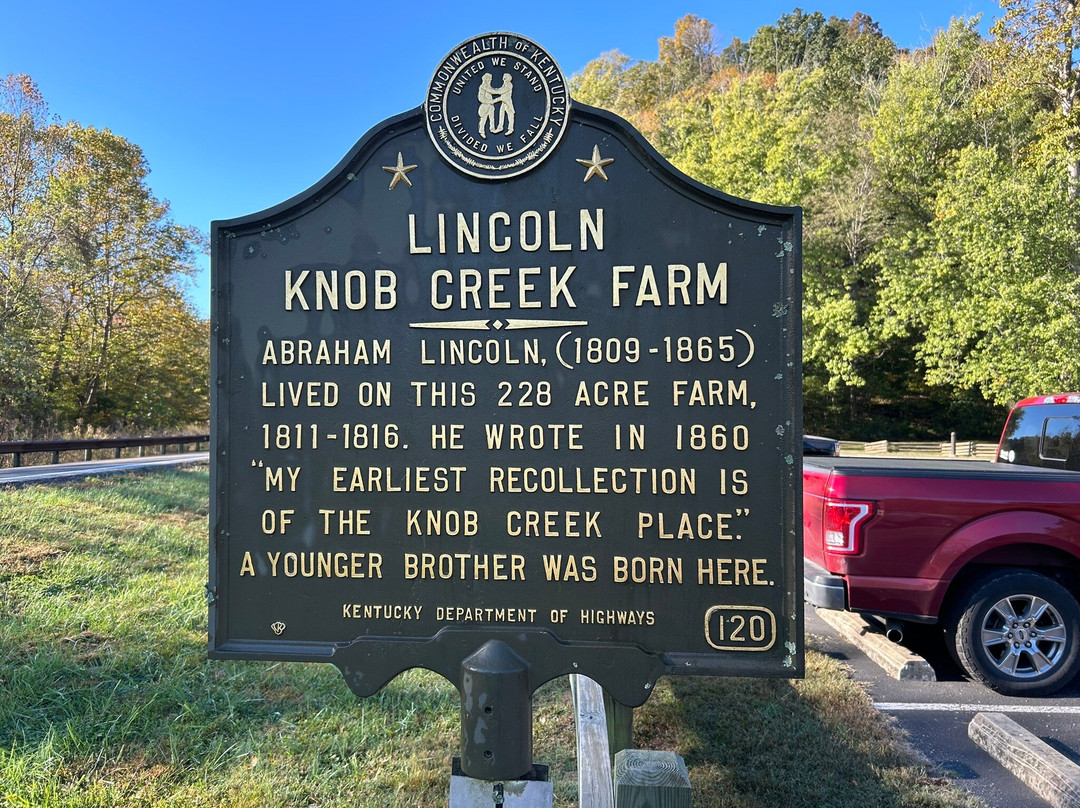 COMMONWEALTH OF KENTUCKY
UNITED WE STAND
DIVIDED WE FALL
LINCOLN
KNOB CREEK FARM
ABRAHAM LINCOLN, (1809-1865)
LIVED ON THIS 228 ACRE FARM,
1811-1816. HE WROTE IN 1860
"MY EARLIEST RECOLLECTION IS
OF THE KNOB CREEK PLACE."
A YOUNGER BROTHER WAS BORN HERE.
KENTUCKY DEPARTMENT OF HIGHWAYS
120